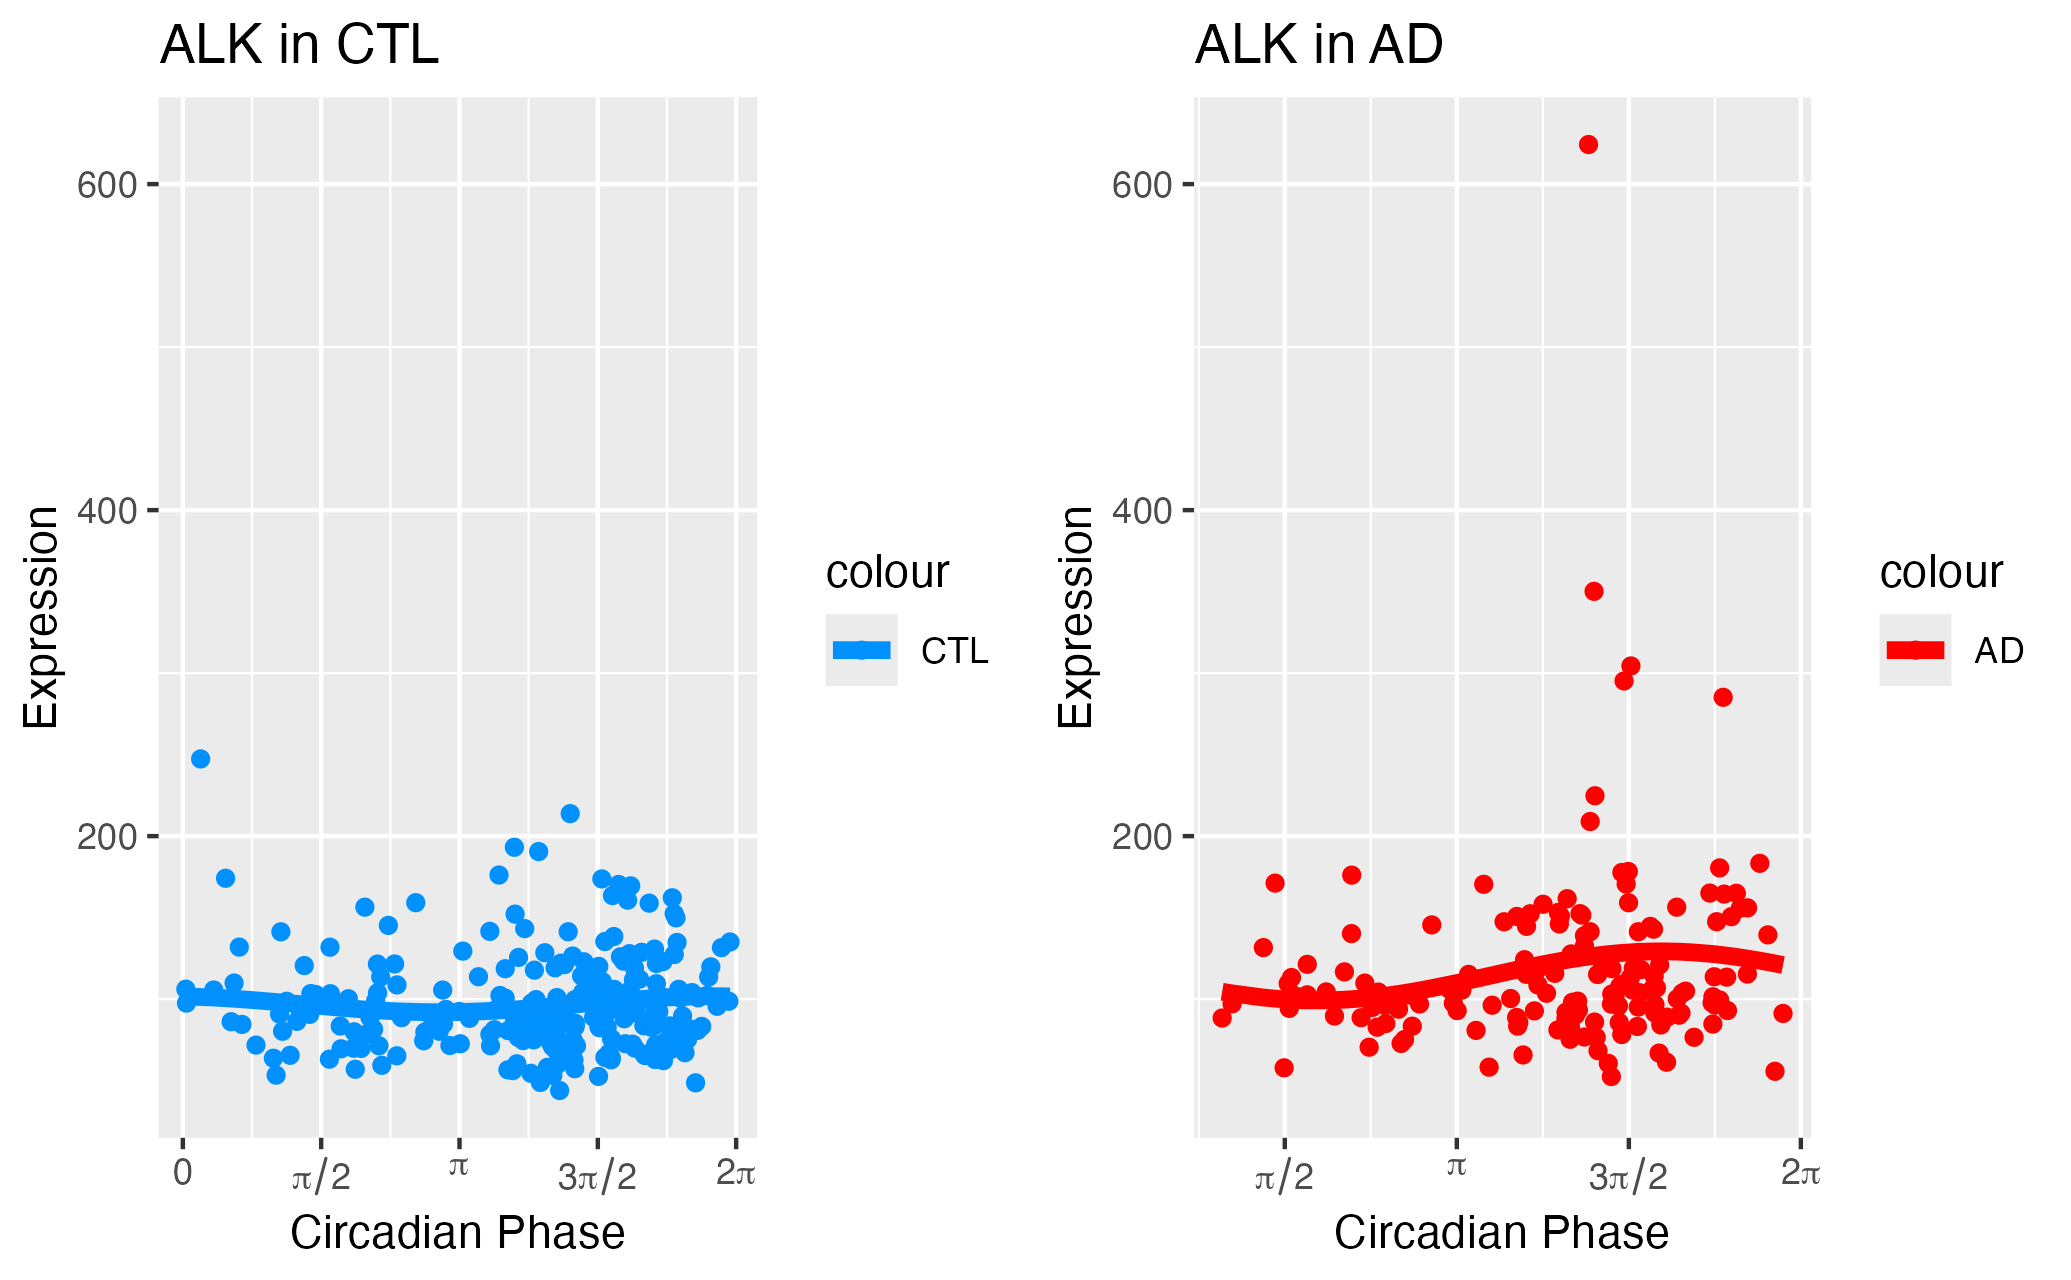 ALK in CTL
600
400
200
Expression
0 π/2 π 3π/2 2π
Circadian Phase
colour
CTL
ALK in AD
600
400
200
Expression
π/2 π 3π/2 2π
Circadian Phase
colour
AD